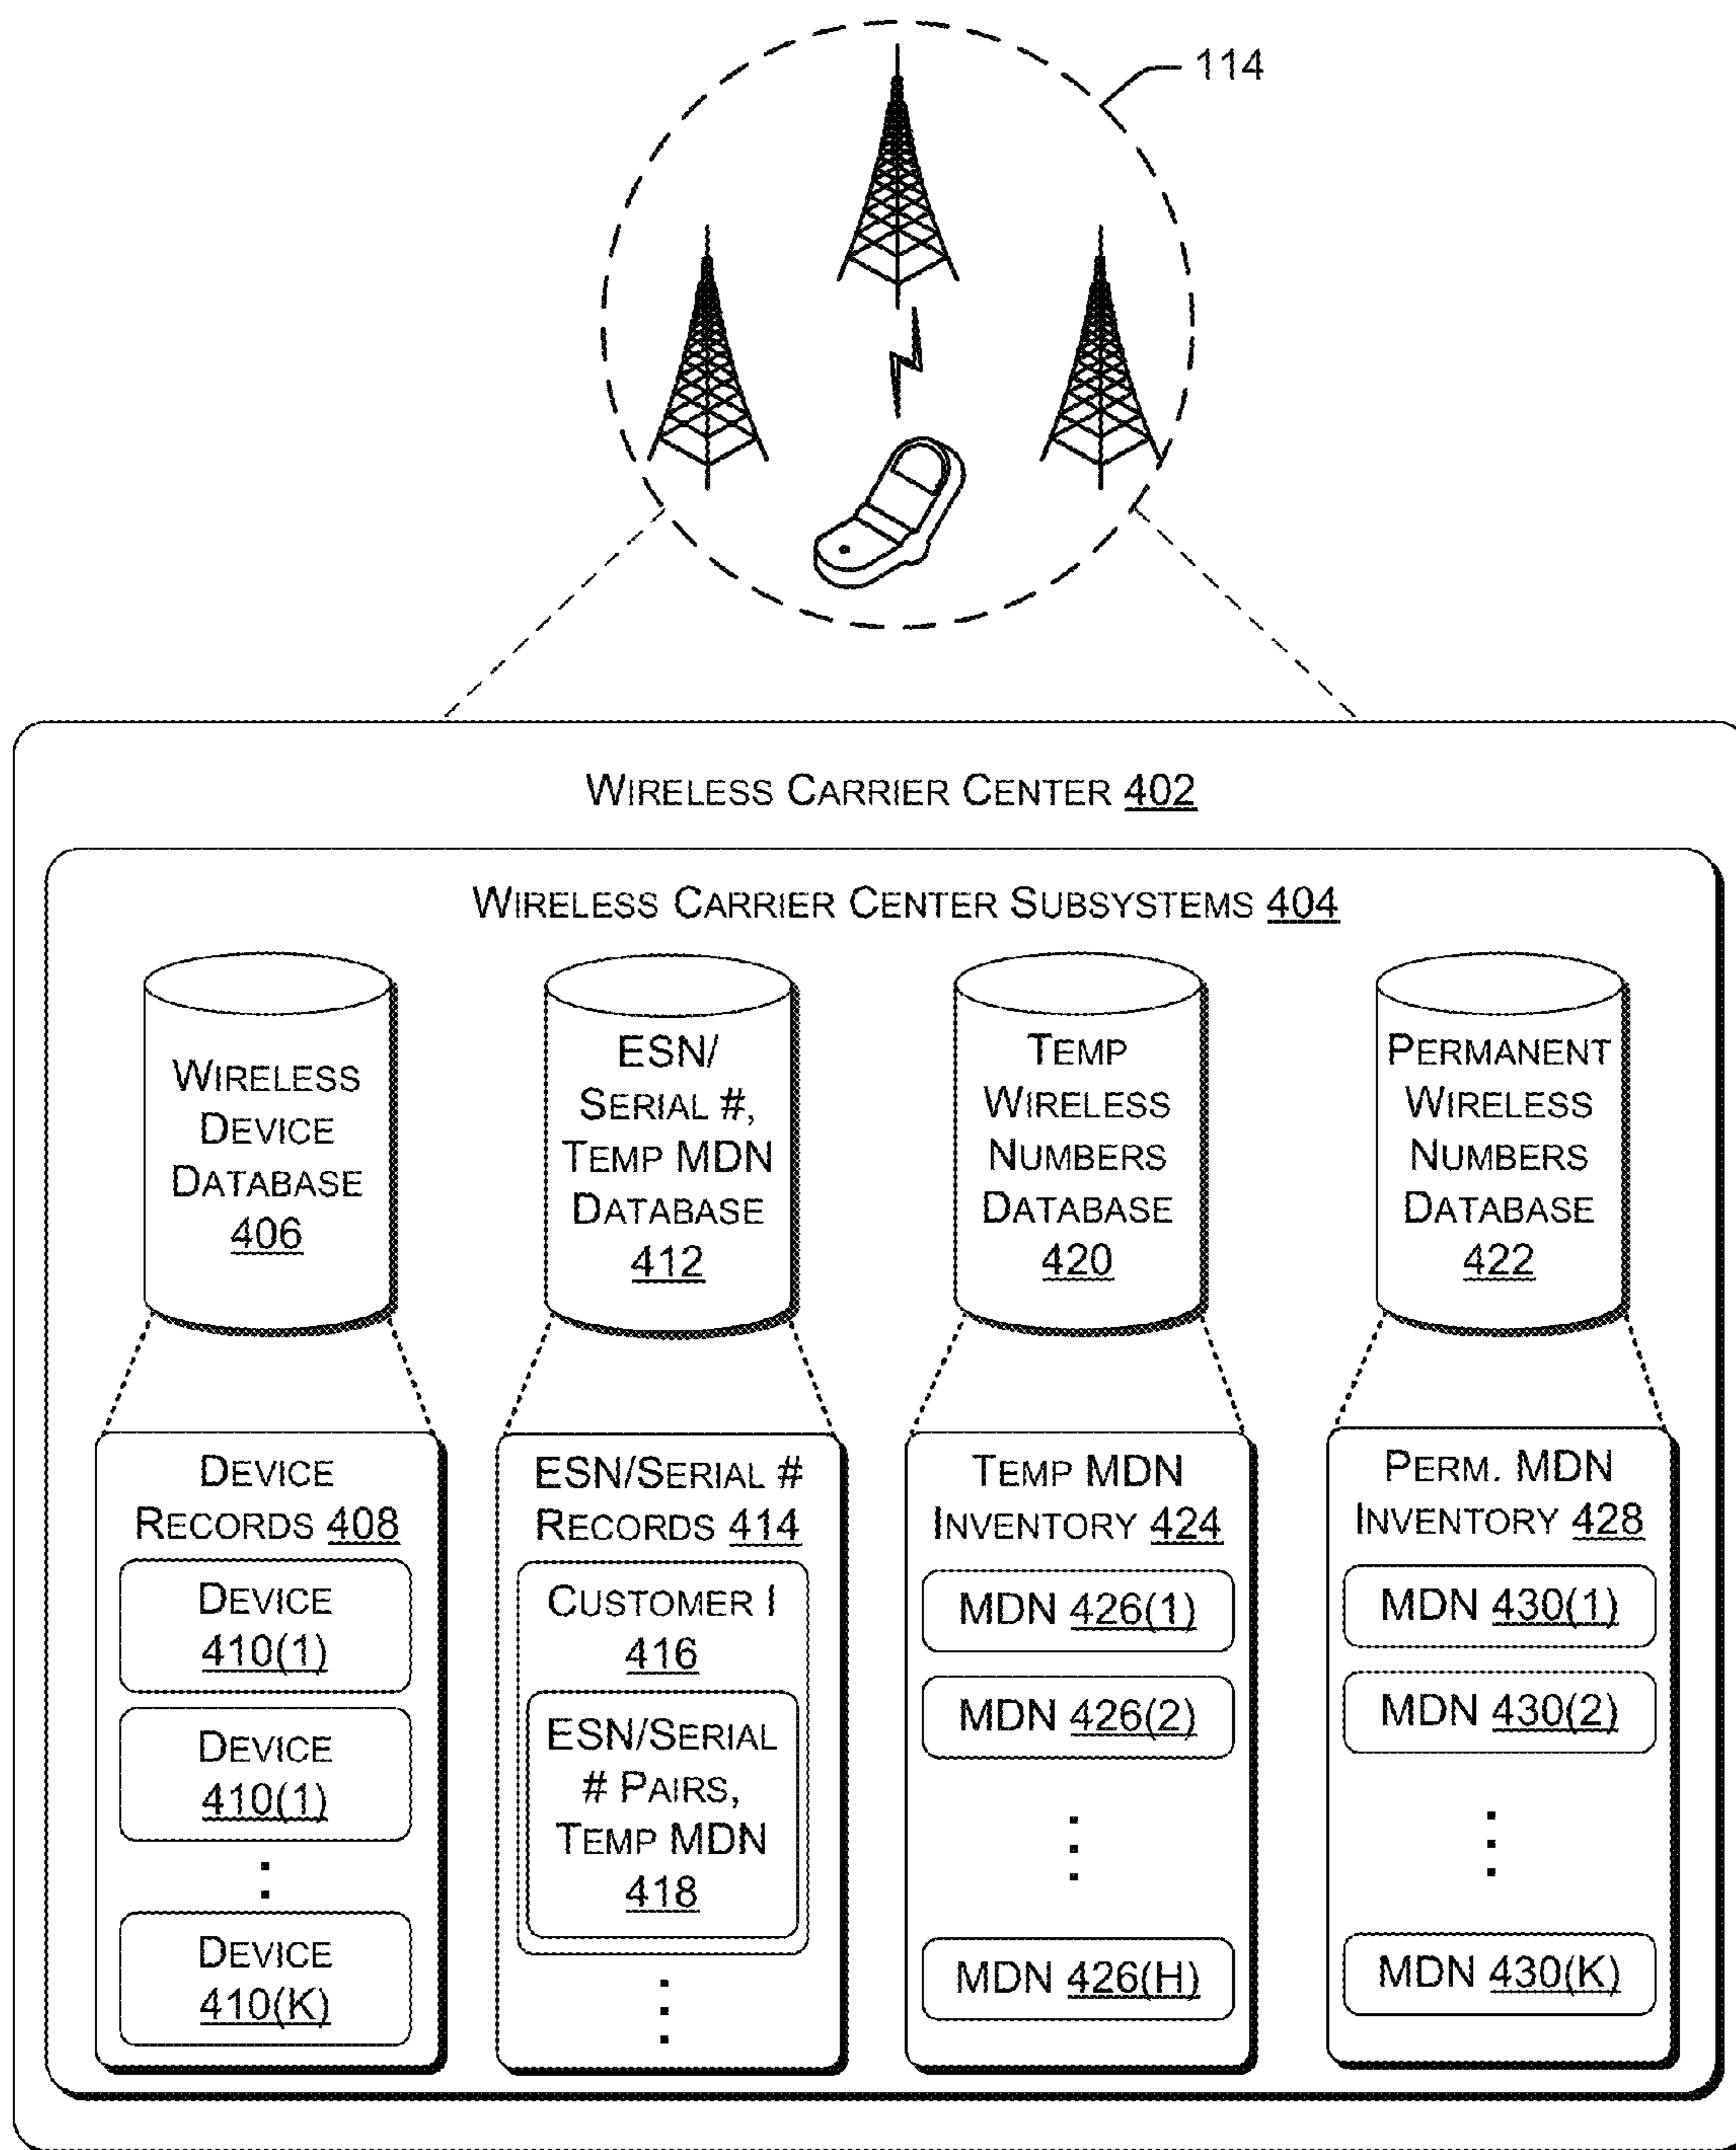 114
WIRELESS CARRIER CENTER 402
WIRELESS CARRIER CENTER SUBSYSTEMS 404
WIRELESS
DEVICE
DATABASE
406
ESN/
SERIAL #,
TEMP MDN
DATABASE
412
TEMP
WIRELESS
NUMBERS
DATABASE
420
PERMANENT
WIRELESS
NUMBERS
DATABASE
422
DEVICE
RECORDS 408
DEVICE
410(1)
DEVICE
410(1)
DEVICE
410(K)
ESN/SERIAL #
RECORDS 414
CUSTOMER I
416
ESN/SERIAL
# PAIRS,
TEMP MDN
418
TEMP MDN
INVENTORY 424
MDN 426(1)
MDN 426(2)
MDN 426(H)
PERM. MDN
INVENTORY 428
MDN 430(1)
MDN 430(2)
MDN 430(K)